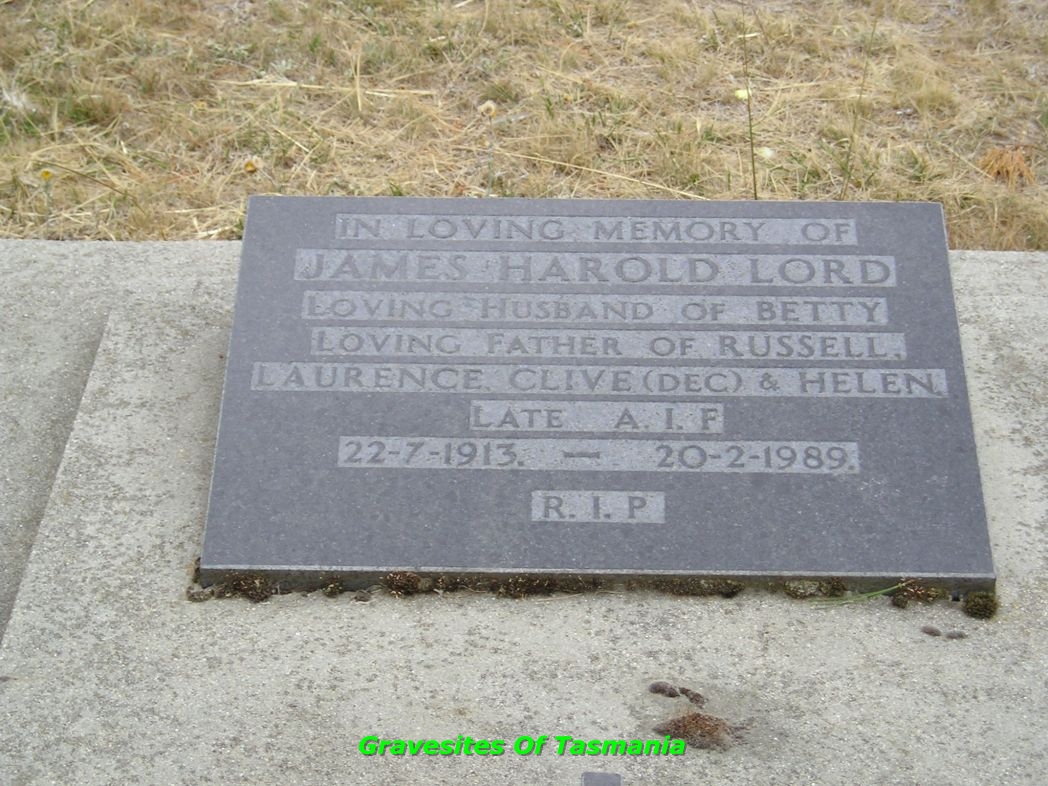 IN LOVING MEMORY OF
JAMES HAROLD LORD
LOVING HUSBAND OF BETTY
LOVING FATHER OF RUSSELL,
LAURENCE, CLIVE (DEC) & HELEN.
LATE A.I.F
22-7-1913. — 20-2-1989.
R.I.P
Gravesites Of Tasmania